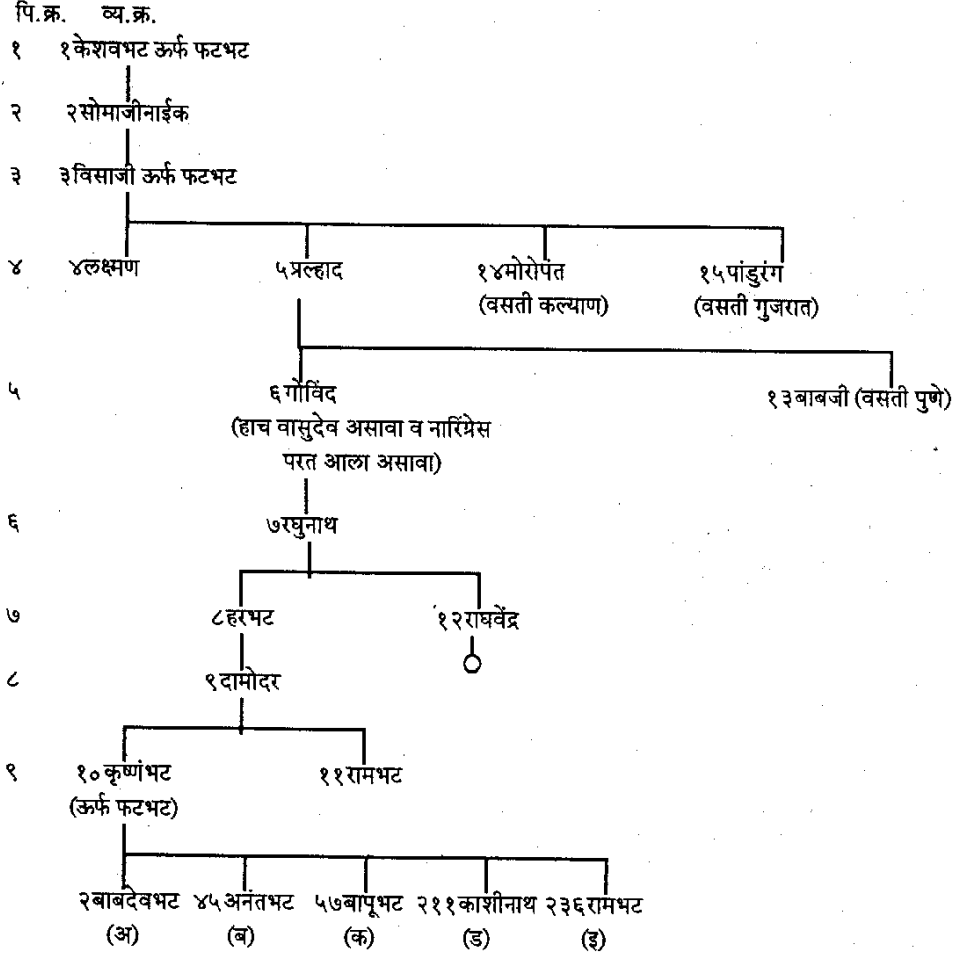 पि.क्र. व्य.क्र.
१ १केशवभट ऊर्फ फटभट
२ २सोमाजीनाईक
३ ३विसाजी ऊर्फ फटभट
४ ४लक्ष्मण ५प्रल्हाद १४मोरोपंत १५पांडुरंग
(वसती कल्याण) (वसती गुजरात)
५ ६गोविंद १३बाबजी (वसती पुणे)
(हाच वासुदेव असावा व नारिंग्रेस
परत आला असावा)
६ ७रघुनाथ
७ ८हरभट १२राघवेंद्र
८ ९दामोदर
९ १०कृष्णंभट ११रामभट
(ऊर्फ फटभट)
२बाबदेवभट ४५अनंतभट ५७बापूभट २११काशीनाथ २३६रामभट
(अ) (ब) (क) (ड) (इ)